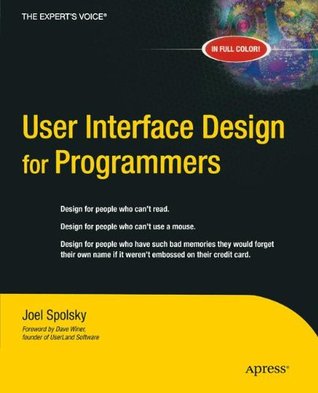 THE EXPERT'S VOICE®
IN FULL COLOR!
User Interface Design
for Programmers
Design for people who can't read.
Design for people who can't use a mouse.
Design for people who have such bad memories they would forget
their own name if it weren't embossed on their credit card.
Joel Spolsky
Foreword by Dave Winer,
founder of UserLand Software
Apress®